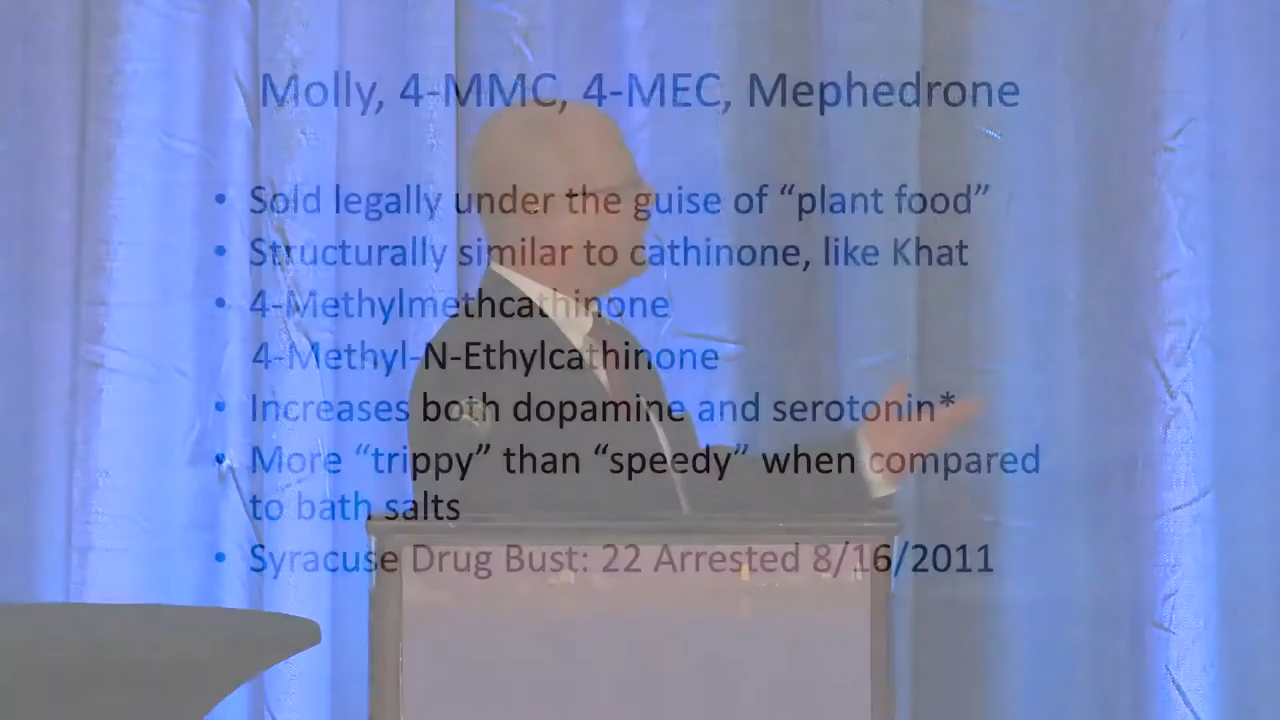 Molly, 4-MMC, 4-MEC, Mephedrone
• Sold legally under the guise of “plant food”
• Structurally similar to cathinone, like Khat
• 4-Methylmethcathinone
4-Methyl-N-Ethylcathinone
• Increases both dopamine and serotonin*
• More “trippy” than “speedy” when compared
to bath salts
• Syracuse Drug Bust: 22 Arrested 8/16/2011